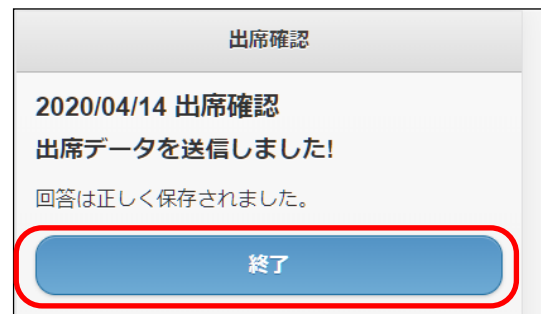 出席確認
2020/04/14 出席確認
出席データを送信しました!
回答は正しく保存されました。
終了